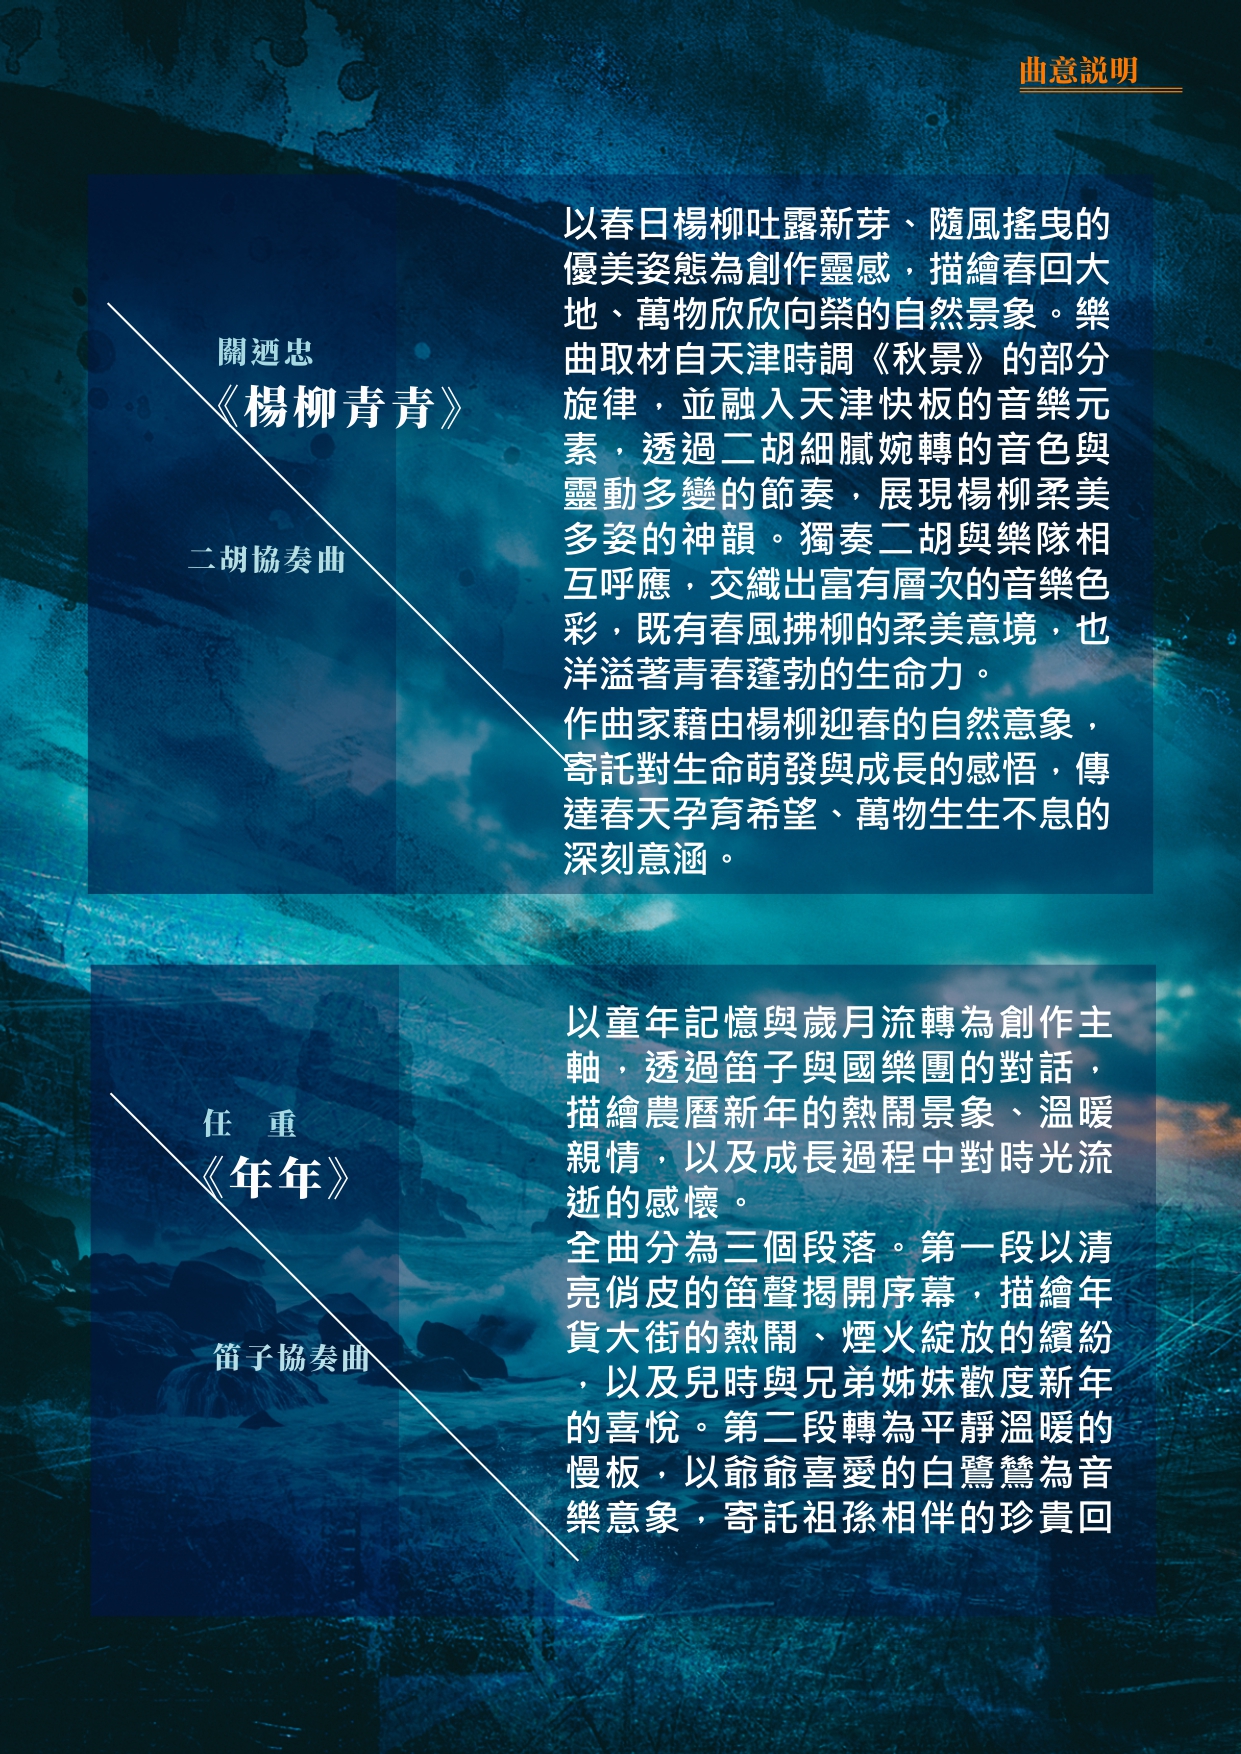 曲意説明
關迺忠
《楊柳青青》
二胡協奏曲
以春日楊柳吐露新芽、隨風搖曳的
優美姿態為創作靈感，描繪春回大
地、萬物欣欣向榮的自然景象。樂
曲取材自天津時調《秋景》的部分
旋律，並融入天津快板的音樂元
素，透過二胡細膩婉轉的音色與
靈動多變的節奏，展現楊柳柔美
多姿的神韻。獨奏二胡與樂隊相
互呼應，交織出富有層次的音樂色
彩，既有春風拂柳的柔美意境，也
洋溢著青春蓬勃的生命力。
作曲家藉由楊柳迎春的自然意象，
寄託對生命萌發與成長的感悟，傳
達春天孕育希望、萬物生生不息的
深刻意涵。
任　重
《年年》
笛子協奏曲
以童年記憶與歲月流轉為創作主
軸，透過笛子與國樂團的對話，
描繪農曆新年的熱鬧景象、溫暖
親情，以及成長過程中對時光流
逝的感懷。
全曲分為三個段落。第一段以清
亮俏皮的笛聲揭開序幕，描繪年
貨大街的熱鬧、煙火綻放的繽紛
，以及兒時與兄弟姊妹歡度新年
的喜悅。第二段轉為平靜溫暖的
慢板，以爺爺喜愛的白鷺鷥為音
樂意象，寄託祖孫相伴的珍貴回